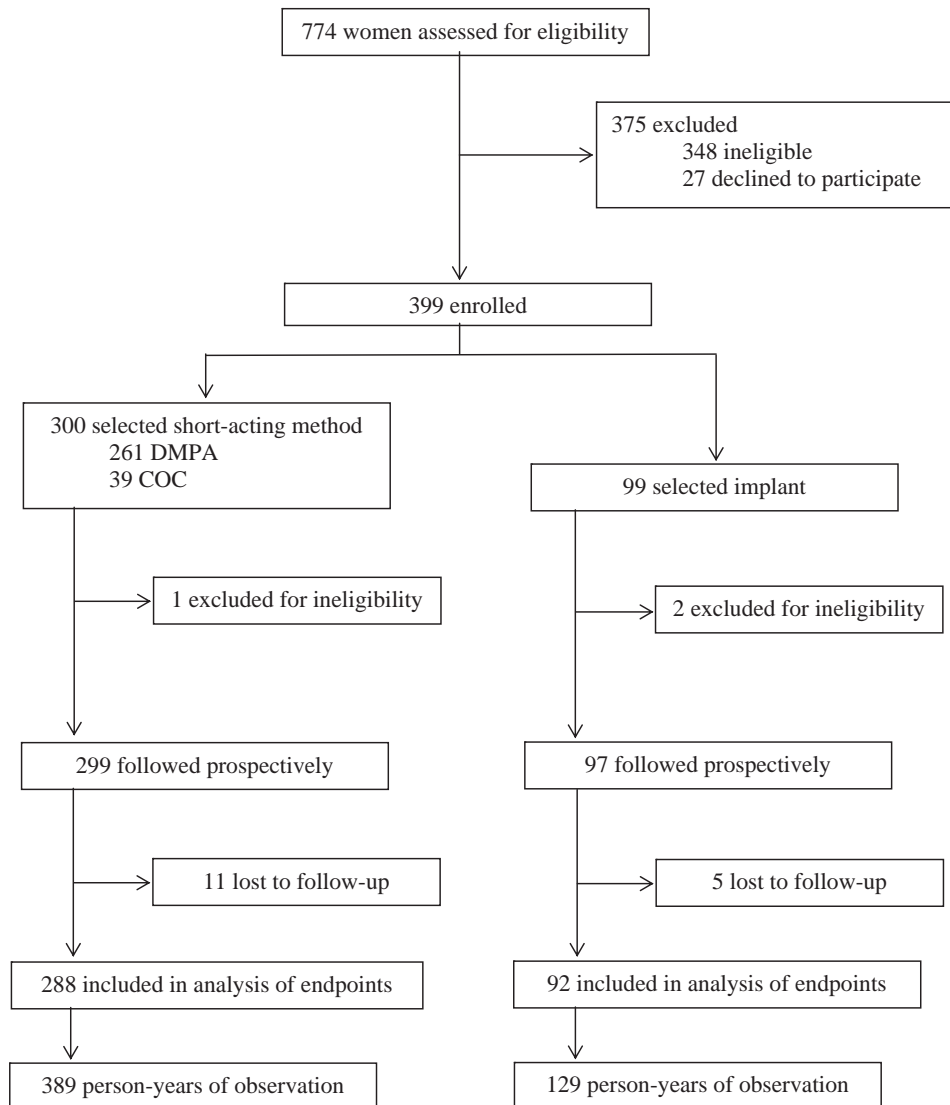 774 women assessed for eligibility
375 excluded
348 ineligible
27 declined to participate
399 enrolled
300 selected short-acting method
261 DMPA
39 COC
99 selected implant
1 excluded for ineligibility
2 excluded for ineligibility
299 followed prospectively
97 followed prospectively
11 lost to follow-up
5 lost to follow-up
288 included in analysis of endpoints
92 included in analysis of endpoints
389 person-years of observation
129 person-years of observation